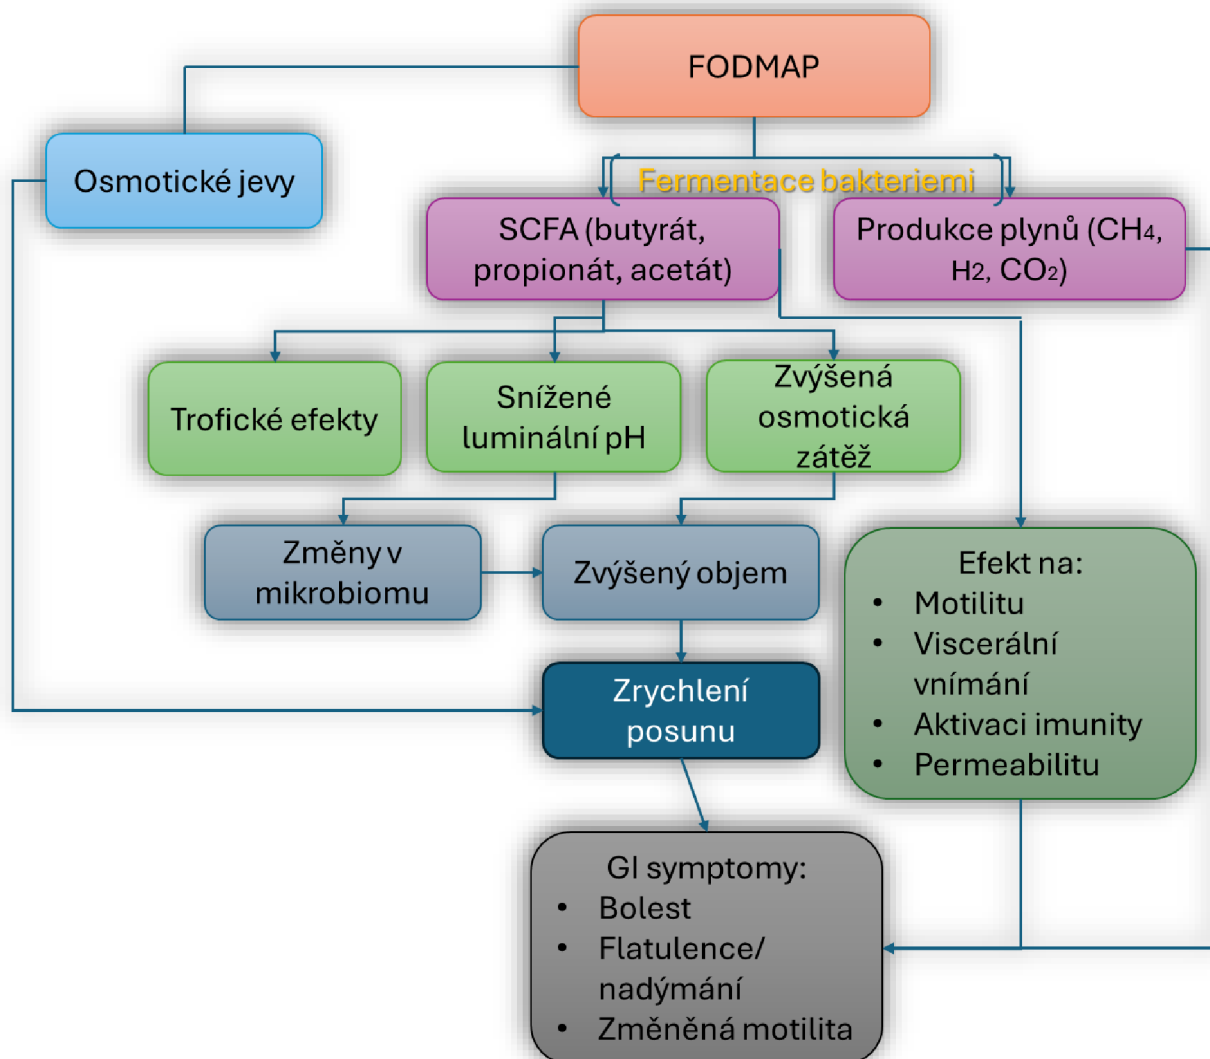 FODMAP
Osmotické jevy
Fermentace bakteriemi
SCFA (butyrát,
propionát, acetát)
Produkce plynů (CH4,
H2, CO2)
Trofické efekty
Snížené
luminální pH
Zvýšená
osmotická
zátěž
Změny v
mikrobiomu
Zvýšený objem
Efekt na:
• Motilitu
• Viscerální
vnímání
• Aktivaci imunity
• Permeabilitu
Zrychlení
posunu
GI symptomy:
• Bolest
• Flatulence/
nadýmání
• Změněná motilita